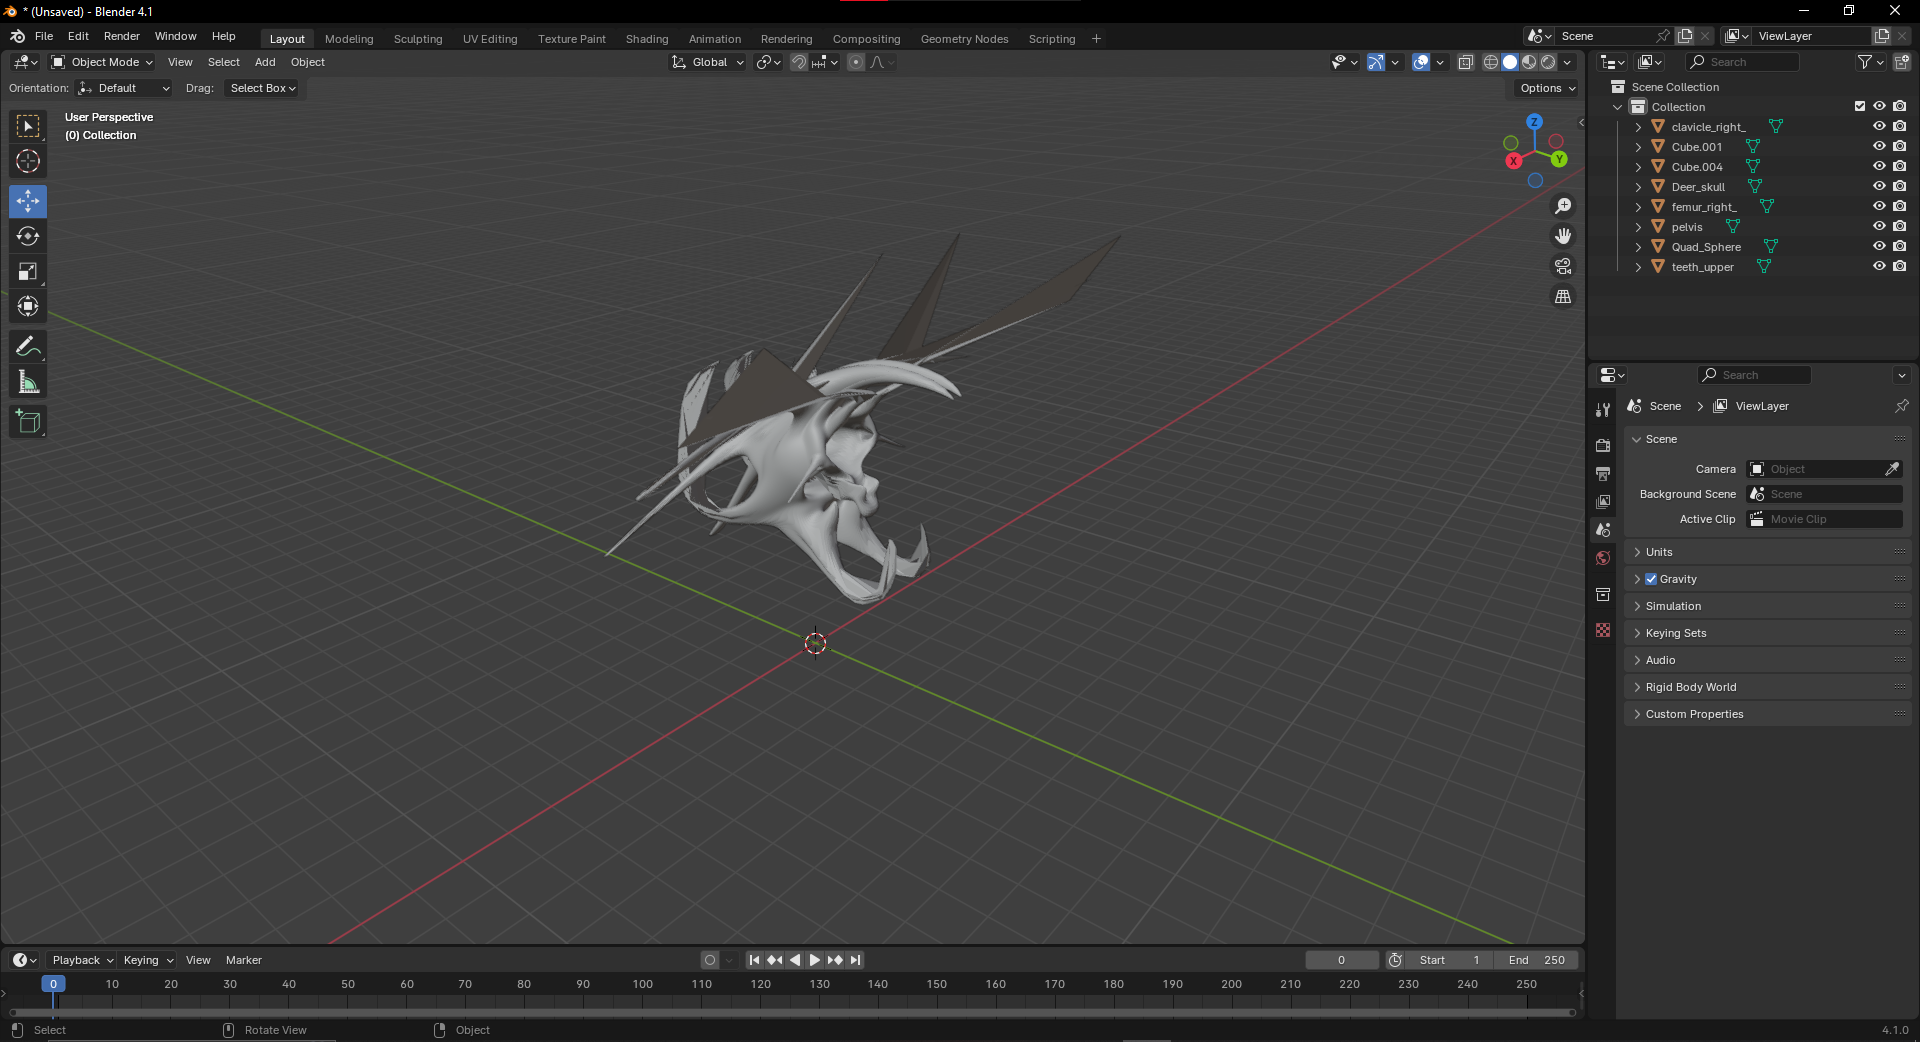 * (Unsaved) - Blender 4.1
File Edit Render Window Help Layout Modeling Sculpting UV Editing Texture Paint Shading Animation Rendering Compositing Geometry Nodes Scripting + Scene ViewLayer
Object Mode View Select Add Object Global Search
Orientation: Default Drag: Select Box Options
User Perspective
(0) Collection
Z
X
Y
Scene Collection
Collection
clavicle_right_
Cube.001
Cube.004
Deer_skull
femur_right_
pelvis
Quad_Sphere
teeth_upper
Search
Scene ViewLayer
Scene
Camera Object
Background Scene Scene
Active Clip Movie Clip
Units
Gravity
Simulation
Keying Sets
Audio
Rigid Body World
Custom Properties
Playback Keying View Marker 0 Start 1 End 250
0 10 20 30 40 50 60 70 80 90 100 110 120 130 140 150 160 170 180 190 200 210 220 230 240 250
Select Rotate View Object 4.1.0